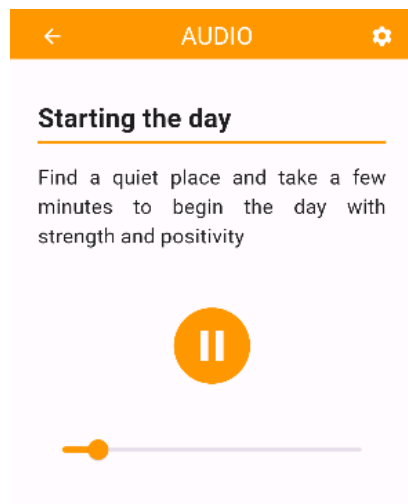 AUDIO
Starting the day
Find a quiet place and take a few
minutes to begin the day with
strength and positivity